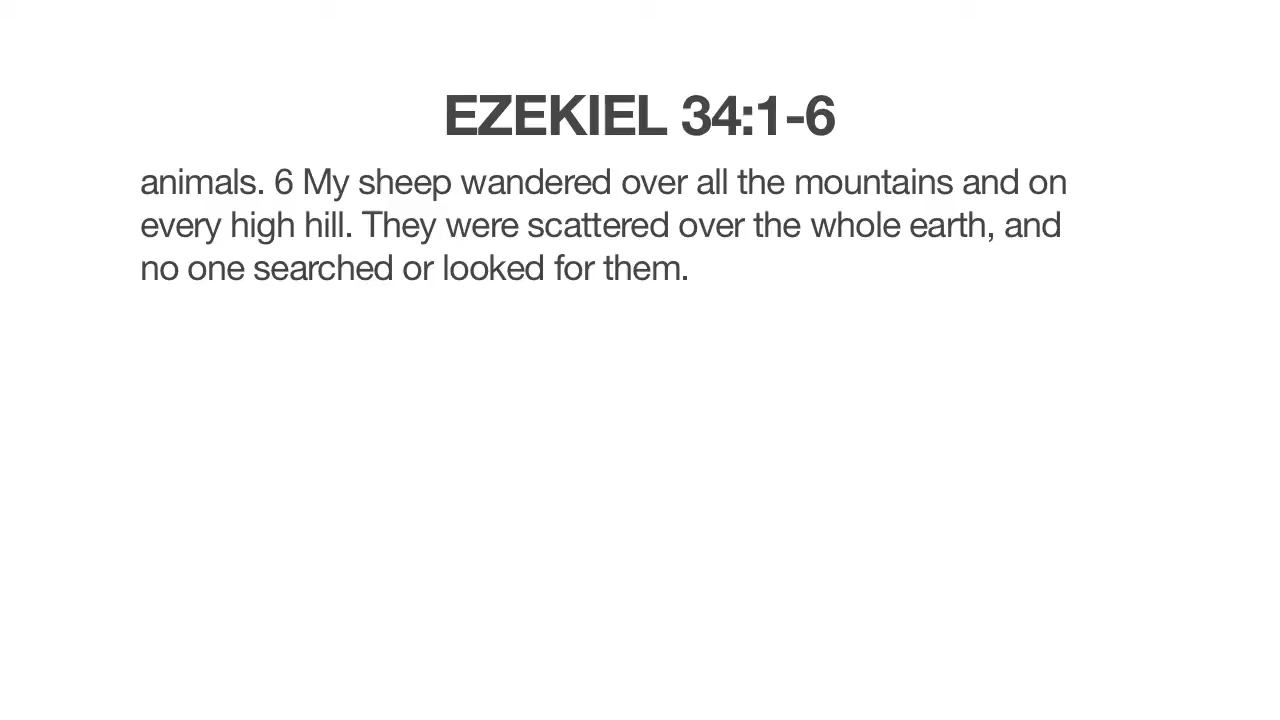 EZEKIEL 34:1-6
animals. 6 My sheep wandered over all the mountains and on
every high hill. They were scattered over the whole earth, and
no one searched or looked for them.